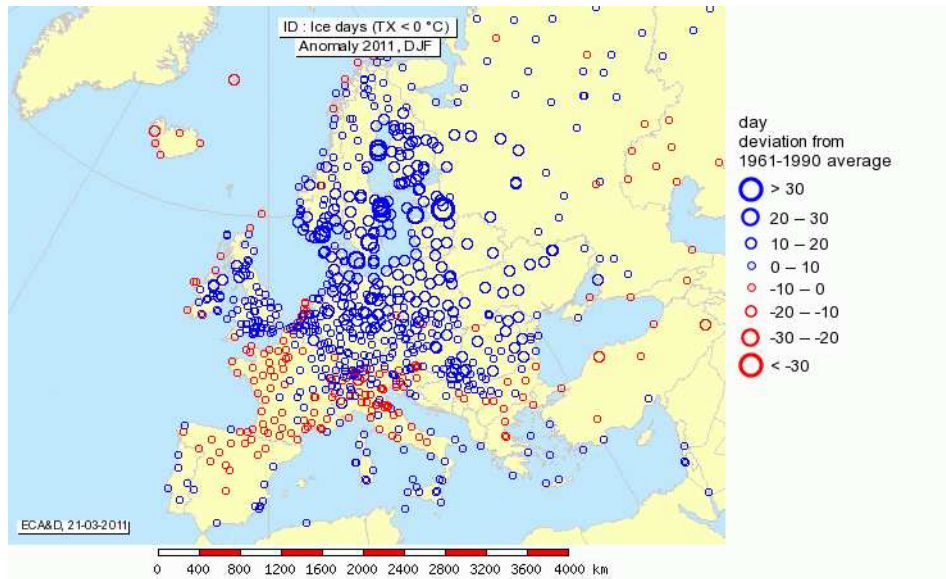 ID : Ice days (TX < 0 °C)
Anomaly 2011, DJF
day
deviation from
1961-1990 average
> 30
20 – 30
10 – 20
0 – 10
-10 – 0
-20 – -10
-30 – -20
< -30
ECA&D, 21-03-2011
0 400 800 1200 1600 2000 2400 2800 3200 3600 4000 km